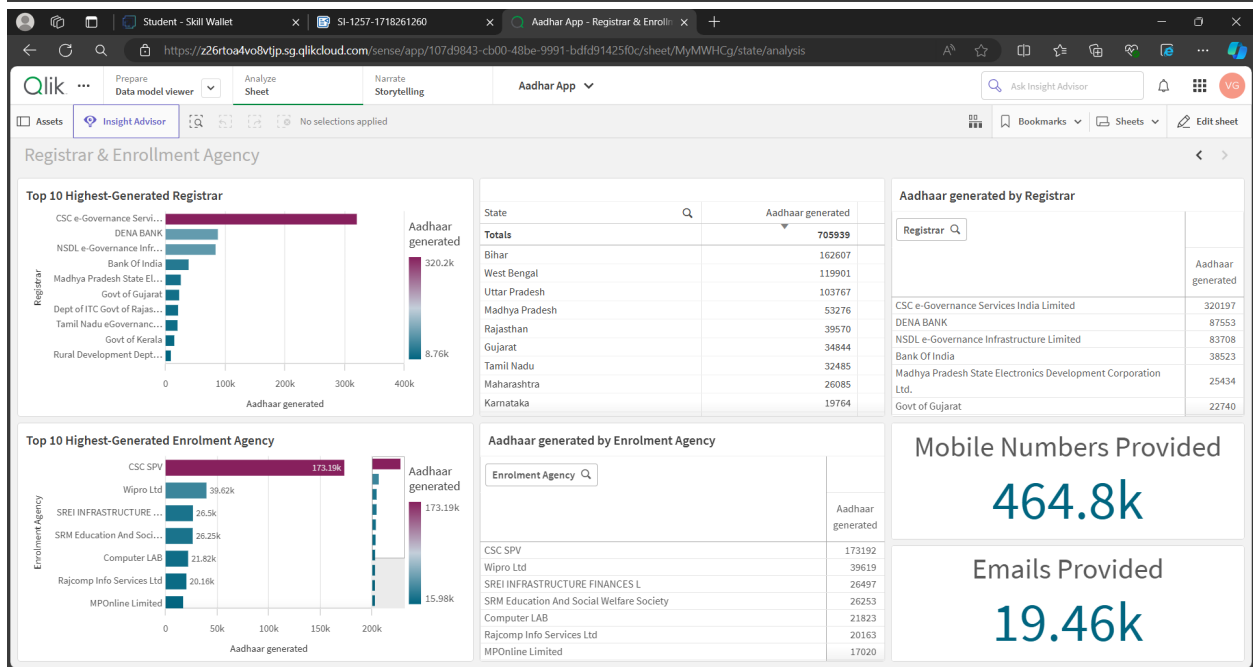 Student - Skill Wallet
SI-1257-1718261260
Aadhar App - Registrar & Enrolln
https://z26rtoa4vo8vtjp.sg.qlikcloud.com/sense/app/107d9843-cb00-48be-9991-bdfd91425f0c/sheet/MyMWHCg/state/analysis
Qlik
Prepare
Data model viewer
Analyze
Sheet
Narrate
Storytelling
Aadhar App
Ask Insight Advisor
VG
Assets
Insight Advisor
No selections applied
Bookmarks
Sheets
Edit sheet
Registrar & Enrollment Agency
Top 10 Highest-Generated Registrar
Registrar
CSC e-Governance Servi...
DENA BANK
NSDL e-Governance Infr...
Bank Of India
Madhya Pradesh State El...
Govt of Gujarat
Dept of ITC Govt of Rajas...
Tamil Nadu eGovernanc...
Govt of Kerala
Rural Development Dept...
0 100k 200k 300k 400k
Aadhaar generated
Aadhaar
generated
320.2k
8.76k
State Aadhaar generated
Totals 705939
Bihar 162607
West Bengal 119901
Uttar Pradesh 103767
Madhya Pradesh 53276
Rajasthan 39570
Gujarat 34844
Tamil Nadu 32485
Maharashtra 26085
Karnataka 19764
Aadhaar generated by Registrar
Registrar
Aadhaar
generated
CSC e-Governance Services India Limited 320197
DENA BANK 87553
NSDL e-Governance Infrastructure Limited 83708
Bank Of India 38523
Madhya Pradesh State Electronics Development Corporation
Ltd. 25434
Govt of Gujarat 22740
Top 10 Highest-Generated Enrolment Agency
Enrolment Agency
CSC SPV 173.19k
Wipro Ltd 39.62k
SREI INFRASTRUCTURE ... 26.5k
SRM Education And Soci... 26.25k
Computer LAB 21.82k
Rajcomp Info Services Ltd 20.16k
MPOnline Limited
0 50k 100k 150k 200k
Aadhaar generated
Aadhaar
generated
173.19k
15.98k
Aadhaar generated by Enrolment Agency
Enrolment Agency
Aadhaar
generated
CSC SPV 173192
Wipro Ltd 39619
SREI INFRASTRUCTURE FINANCES L 26497
SRM Education And Social Welfare Society 26253
Computer LAB 21823
Rajcomp Info Services Ltd 20163
MPOnline Limited 17020
Mobile Numbers Provided
464.8k
Emails Provided
19.46k